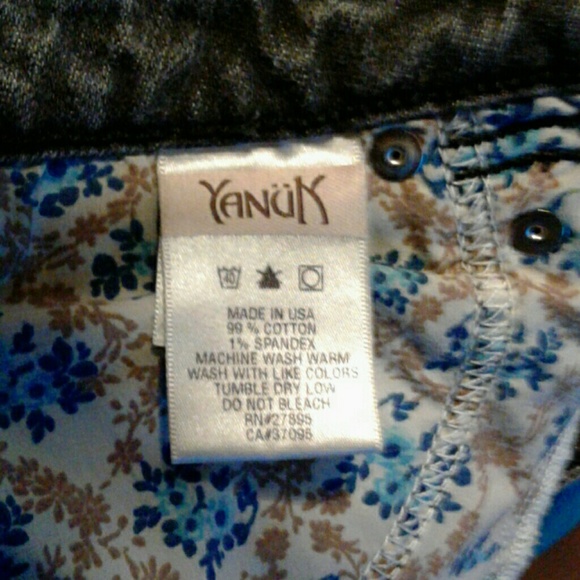 YANÜK
40
MADE IN USA
99 % COTTON
1% SPANDEX
MACHINE WASH WARM
WASH WITH LIKE COLORS
TUMBLE DRY LOW
DO NOT BLEACH
RN#27895
CA#37095